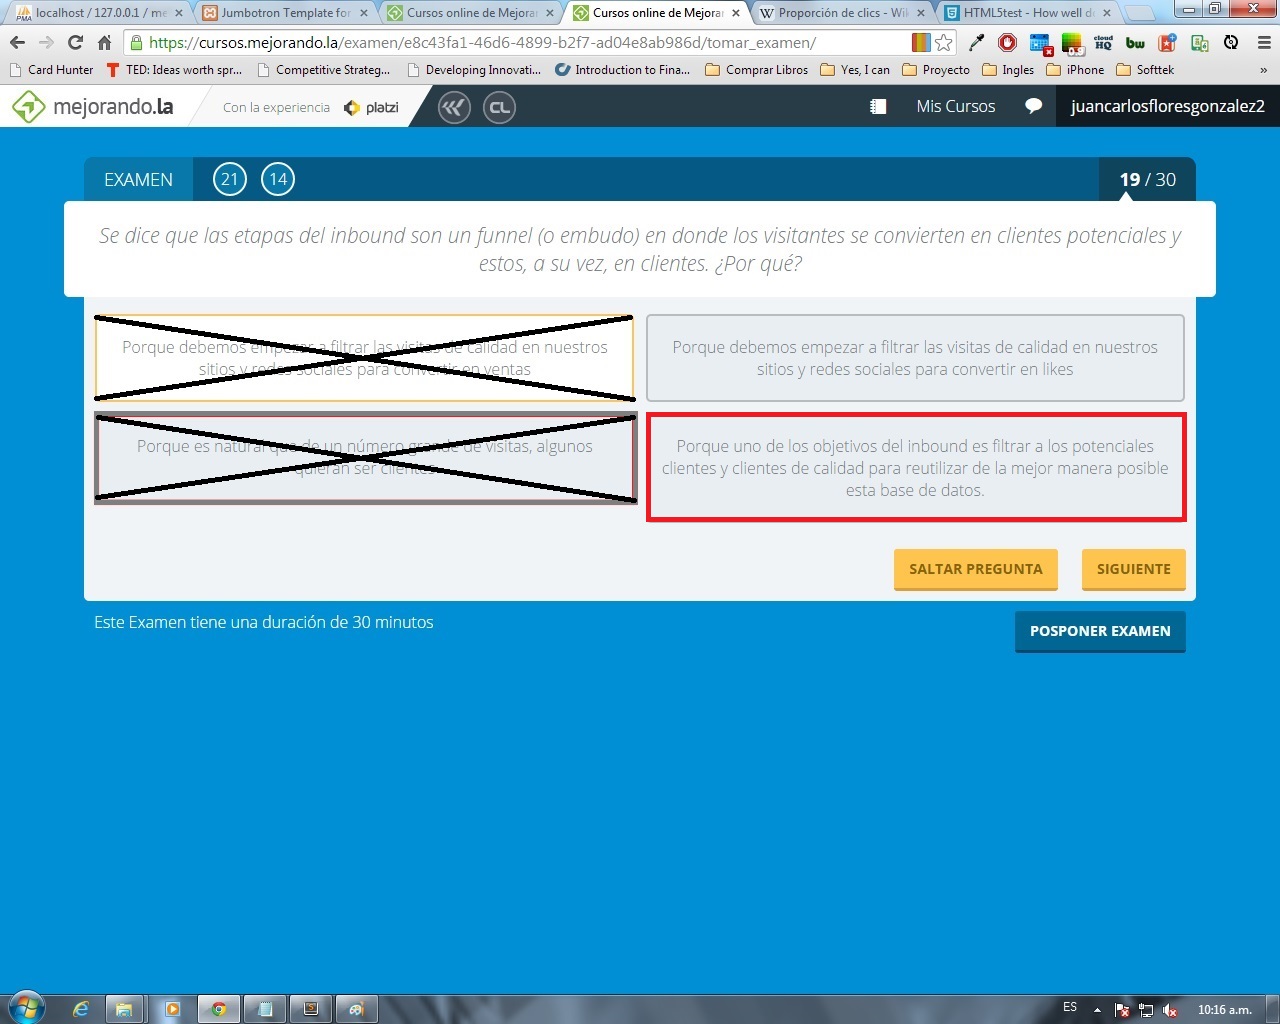 localhost / 127.0.0.1 / me
Jumbotron Template for
Cursos online de Mejorar
Cursos online de Mejorar
Proporción de clics - Wik
HTML5test - How well d
https://cursos.mejorando.la/examen/e8c43fa1-46d6-4899-b2f7-ad04e8ab986d/tomar_examen/
cloud HQ
bw
Card Hunter
TED: Ideas worth spr...
Competitive Strateg...
Developing Innovati...
Introduction to Fina...
Comprar Libros
Yes, I can
Proyecto
Ingles
iPhone
Softtek
»
mejorando.la
Con la experiencia
platzi
CL
Mis Cursos
juancarlosfloresgonzalez2
EXAMEN
21
14
19 / 30
Se dice que las etapas del inbound son un funnel (o embudo) en donde los visitantes se convierten en clientes potenciales y
estos, a su vez, en clientes. ¿Por qué?
Porque debemos empezar a filtrar las visitas de calidad en nuestros
sitios y redes sociales para convertir en ventas
Porque debemos empezar a filtrar las visitas de calidad en nuestros
sitios y redes sociales para convertir en likes
Porque es natural que de un número grande de visitas, algunos
quieran ser clientes
Porque uno de los objetivos del inbound es filtrar a los potenciales
clientes y clientes de calidad para reutilizar de la mejor manera posible
esta base de datos.
SALTAR PREGUNTA
SIGUIENTE
Este Examen tiene una duración de 30 minutos
POSPONER EXAMEN
ES
10:16 a.m.